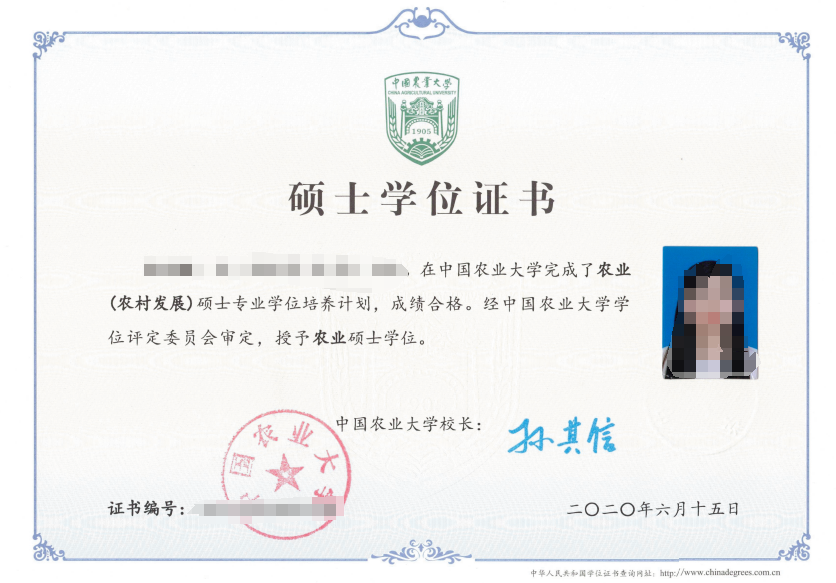 中国农业大学
CHINA AGRICULTURAL UNIVERSITY
1905
硕士学位证书
在中国农业大学完成了农业
(农村发展)硕士专业学位培养计划，成绩合格。经中国农业大学学
位评定委员会审定，授予农业硕士学位。
中国农业大学校长：
孙其信
国农业大学
证书编号：
二〇二〇年六月十五日
中华人民共和国学位证书查询网址：http://www.chinadegrees.com.cn